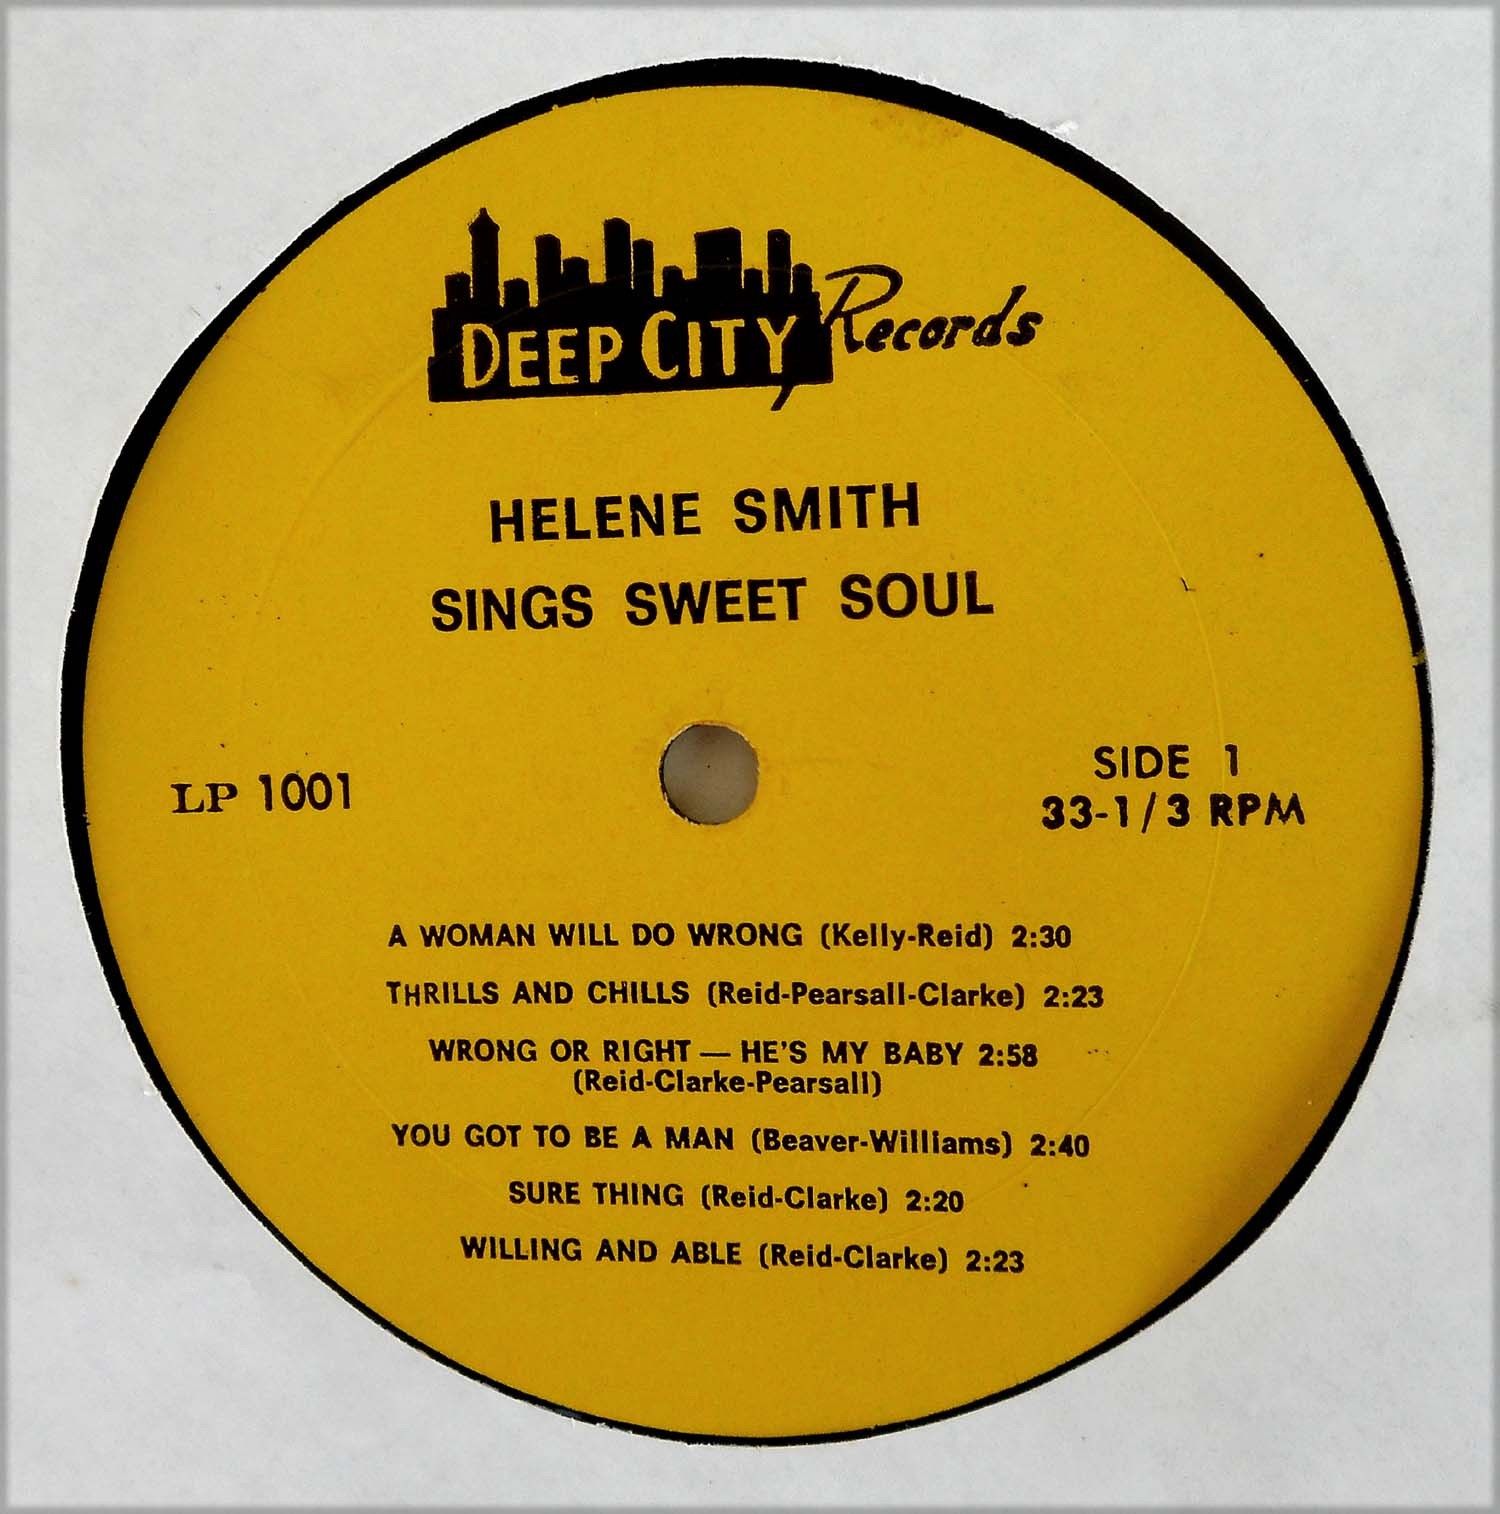 DEEP CITY Records
HELENE SMITH
SINGS SWEET SOUL
LP 1001
SIDE 1
33-1/3 RPM
A WOMAN WILL DO WRONG (Kelly-Reid) 2:30
THRILLS AND CHILLS (Reid-Pearsall-Clarke) 2:23
WRONG OR RIGHT — HE'S MY BABY 2:58
(Reid-Clarke-Pearsall)
YOU GOT TO BE A MAN (Beaver-Williams) 2:40
SURE THING (Reid-Clarke) 2:20
WILLING AND ABLE (Reid-Clarke) 2:23